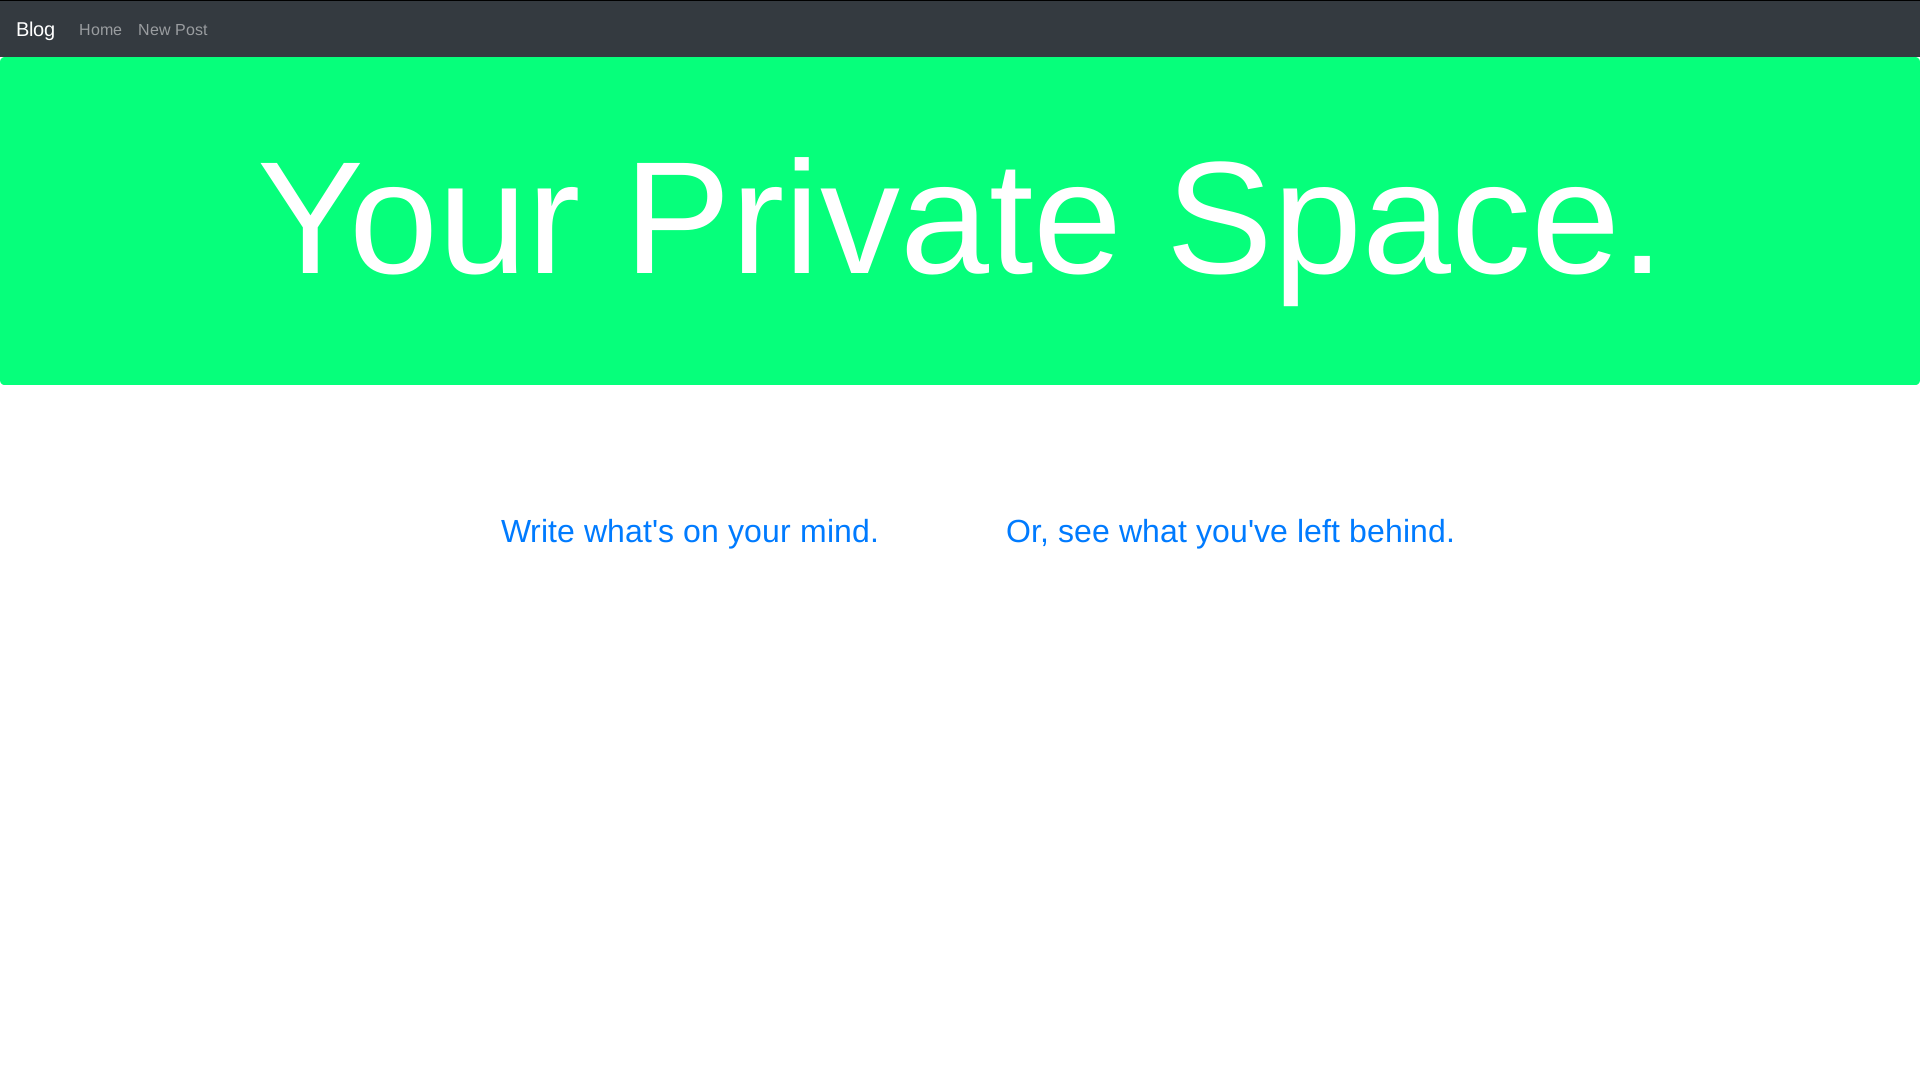 Blog Home New Post
Your Private Space.
Write what's on your mind. Or, see what you've left behind.